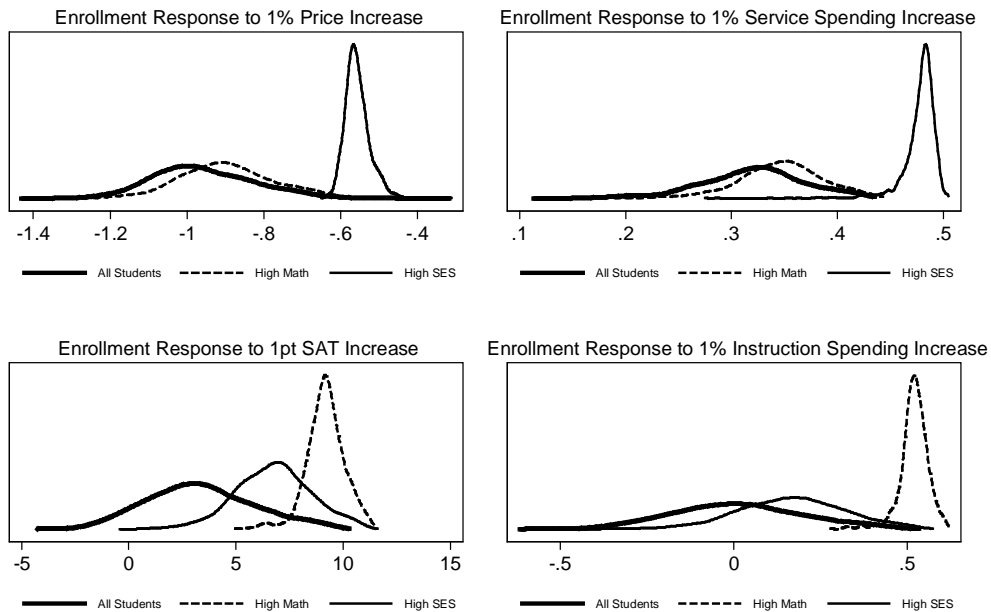 Enrollment Response to 1% Price Increase
-1.4 -1.2 -1 -.8 -.6 -.4
All Students High Math High SES
Enrollment Response to 1% Service Spending Increase
.1 .2 .3 .4 .5
All Students High Math High SES
Enrollment Response to 1pt SAT Increase
-5 0 5 10 15
All Students High Math High SES
Enrollment Response to 1% Instruction Spending Increase
-.5 0 .5
All Students High Math High SES